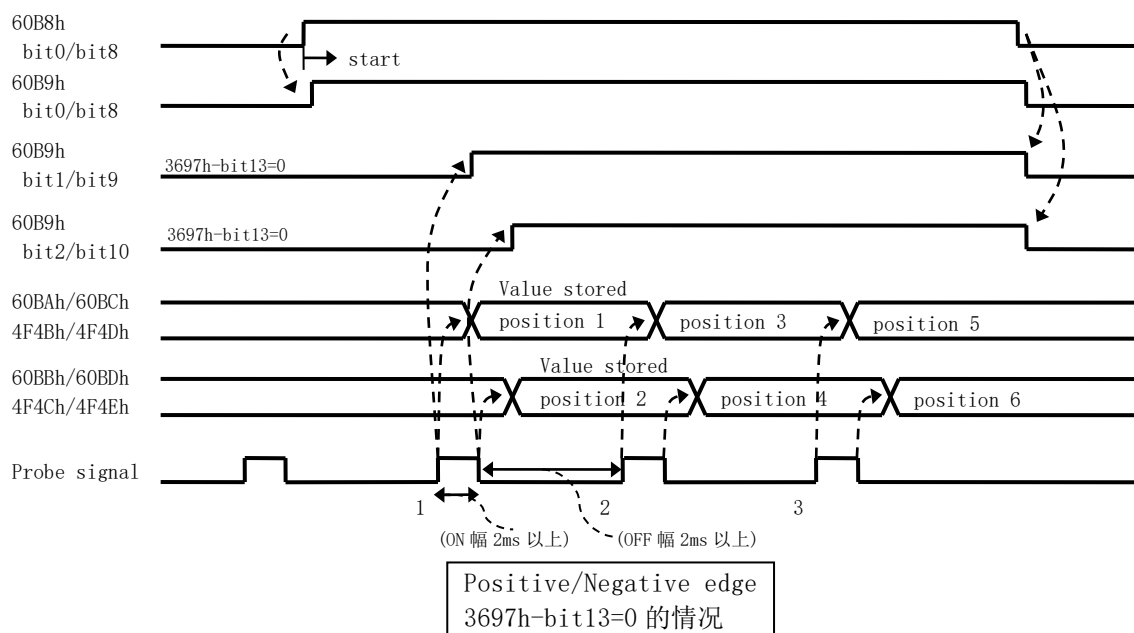 60B8h
bit0/bit8
start
60B9h
bit0/bit8
60B9h
bit1/bit9
3697h-bit13=0
60B9h
bit2/bit10
3697h-bit13=0
60BAh/60BCh
4F4Bh/4F4Dh
Value stored
position 1
position 3
position 5
60BBh/60BDh
4F4Ch/4F4Eh
Value stored
position 2
position 4
position 6
Probe signal
1
2
3
(ON 幅 2ms 以上)
(OFF 幅 2ms 以上)
Positive/Negative edge
3697h-bit13=0 的情况